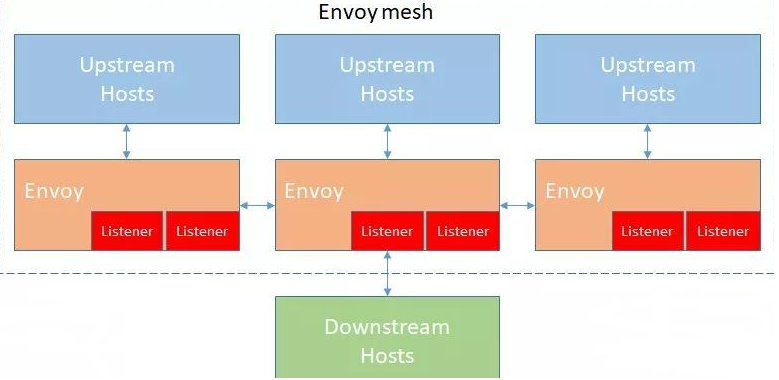 Envoy mesh
Upstream
Hosts
Upstream
Hosts
Upstream
Hosts
Envoy
Listener
Listener
Envoy
Listener
Listener
Envoy
Listener
Listener
Downstream
Hosts